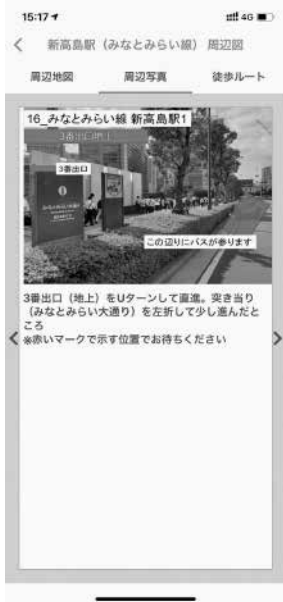 15:17
4G
新高島駅（みなとみらい線）周辺図
周辺地図
周辺写真
徒歩ルート
16_みなとみらい線 新高島駅1
3番出口
この辺りにバスが参ります
3番出口（地上）をUターンして直進。突き当り
（みなとみらい大通り）を左折して少し進んだと
ころ
※赤いマークで示す位置でお待ちください